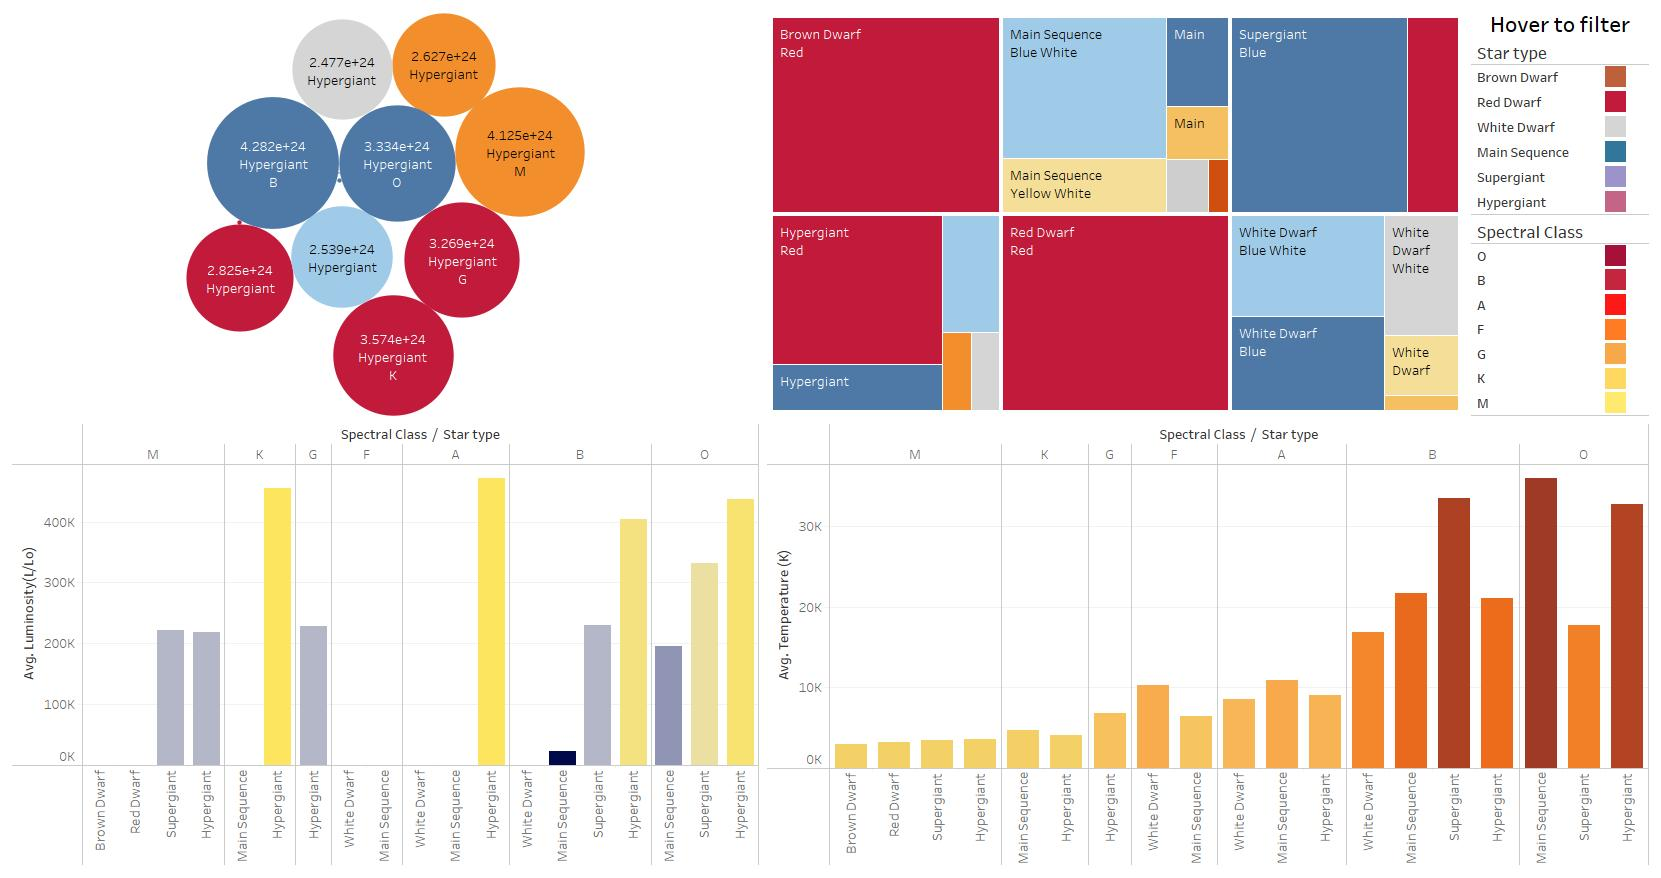 2.477e+24
Hypergiant
2.627e+24
Hypergiant
4.282e+24
Hypergiant
B
3.334e+24
Hypergiant
O
4.125e+24
Hypergiant
M
2.825e+24
Hypergiant
2.539e+24
Hypergiant
3.269e+24
Hypergiant
G
3.574e+24
Hypergiant
K
Brown Dwarf
Red
Main Sequence
Blue White
Main
Main
Main Sequence
Yellow White
Supergiant
Blue
Hypergiant
Red
Hypergiant
Red Dwarf
Red
White Dwarf
Blue White
White
Dwarf
White
White Dwarf
Blue
White
Dwarf
Hover to filter
Star type
Brown Dwarf
Red Dwarf
White Dwarf
Main Sequence
Supergiant
Hypergiant
Spectral Class
O
B
A
F
G
K
M
Spectral Class / Star type
M K G F A B O
Avg. Luminosity(L/Lo)
400K
300K
200K
100K
0K
Brown Dwarf
Red Dwarf
Supergiant
Hypergiant
Main Sequence
Hypergiant
Hypergiant
White Dwarf
Main Sequence
White Dwarf
Main Sequence
Hypergiant
White Dwarf
Main Sequence
Supergiant
Hypergiant
Main Sequence
Supergiant
Hypergiant
Spectral Class / Star type
M K G F A B O
Avg. Temperature (K)
30K
20K
10K
0K
Brown Dwarf
Red Dwarf
Supergiant
Hypergiant
Main Sequence
Hypergiant
Hypergiant
White Dwarf
Main Sequence
White Dwarf
Main Sequence
Hypergiant
White Dwarf
Main Sequence
Supergiant
Hypergiant
Main Sequence
Supergiant
Hypergiant